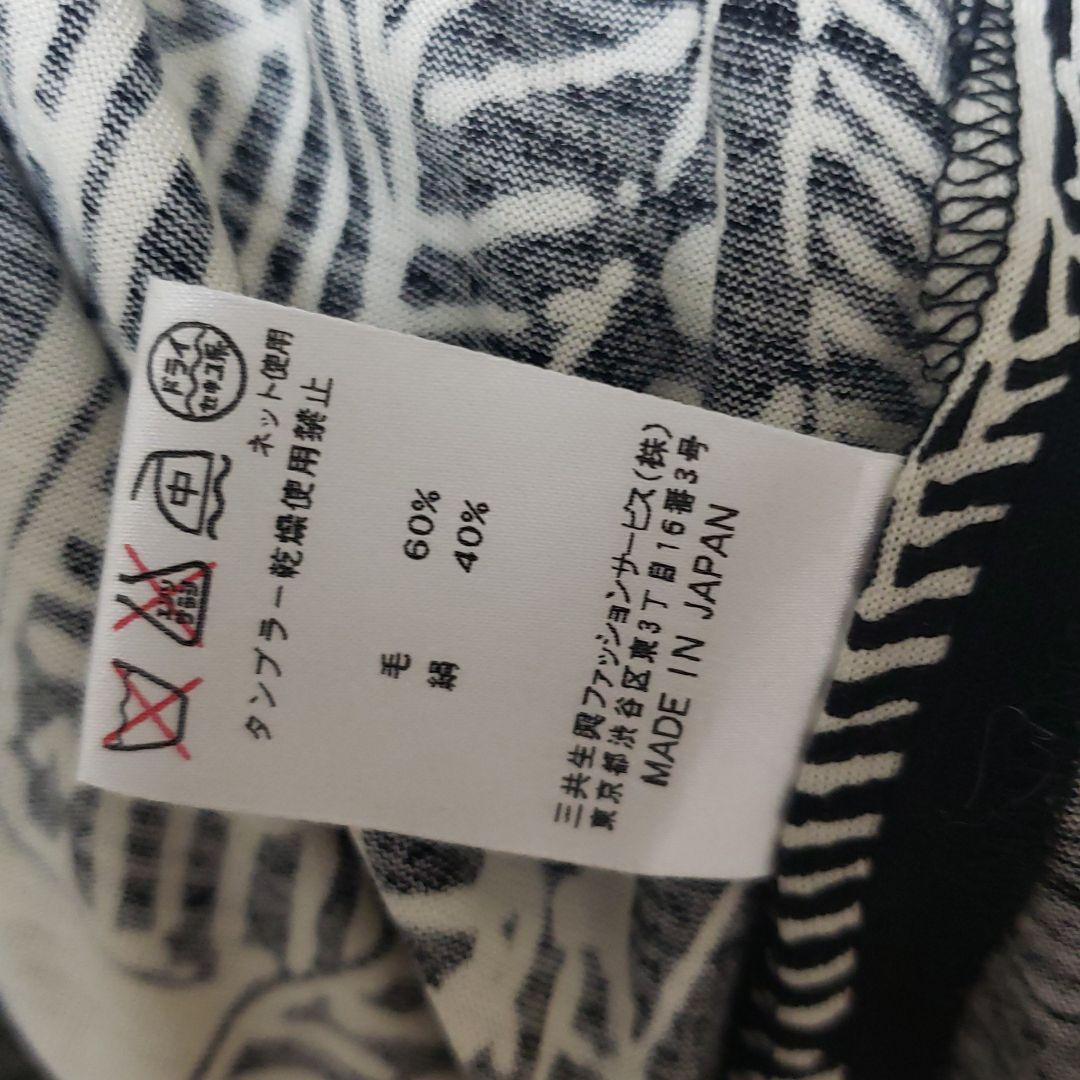 ドライ
セキユ系
中
ネット使用
タンブラー乾燥使用禁止
毛 60%
絹 40%
三共生興ファッションサービス(株)
東京都渋谷区東3丁目16番3号
MADE IN JAPAN